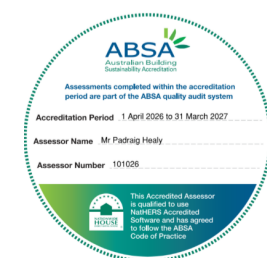 ABSA
Australian Building
Sustainability Accreditation
Assessments completed within the accreditation
period are part of the ABSA quality audit system
Accreditation Period 1 April 2026 to 31 March 2027
Assessor Name Mr Padraig Healy
Assessor Number 101026
This Accredited Assessor
is qualified to use
NatHERS Accredited
Software and has agreed
to follow the ABSA
Code of Practice
HOUSE